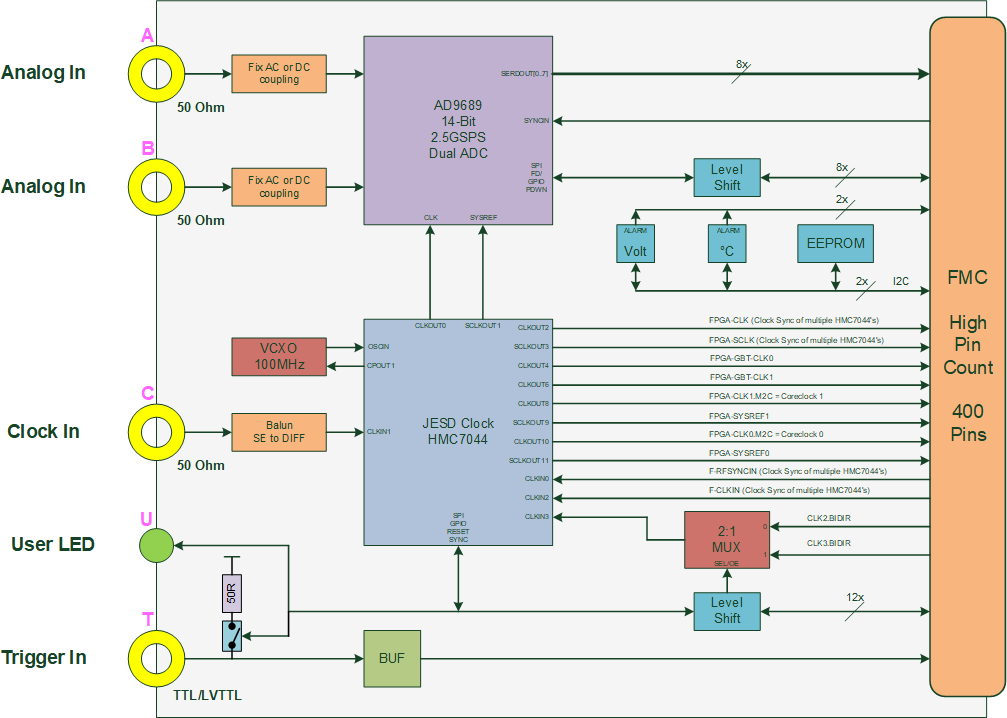 A
Analog In
50 Ohm
Fix AC or DC
coupling
B
Analog In
50 Ohm
Fix AC or DC
coupling
AD9689
14-Bit
2.5GSPS
Dual ADC
SERDOUT[0..7]
SYNCIN
SPI
FD/
GPIO
PDWN
CLK
SYSREF
8x
Level
Shift
8x
2x
ALARM
Volt
ALARM
°C
EEPROM
2x
I2C
FMC
High
Pin
Count
400
Pins
VCXO
100MHz
C
Clock In
50 Ohm
Balun
SE to DIFF
CLKOUT0
SCLKOUT1
OSCIN
CPOUT1
CLKIN1
JESD Clock
HMC7044
CLKOUT2
SCLKOUT3
CLKOUT4
CLKOUT6
CLKOUT8
SCLKOUT9
CLKOUT10
SCLKOUT11
CLKIN0
CLKIN2
CLKIN3
SPI
GPIO
RESET
SYNC
FPGA-CLK (Clock Sync of multiple HMC7044's)
FPGA-SCLK (Clock Sync of multiple HMC7044's)
FPGA-GBT-CLK0
FPGA-GBT-CLK1
FPGA-CLK1.M2C = Coreclock 1
FPGA-SYSREF1
FPGA-CLK0.M2C = Coreclock 0
FPGA-SYSREF0
F-RFSYNCIN (Clock Sync of multiple HMC7044's)
F-CLKIN (Clock Sync of multiple HMC7044's)
2:1
MUX
0
1
SEL/OE
CLK2.BIDIR
CLK3.BIDIR
Level
Shift
12x
U
User LED
50R
T
Trigger In
TTL/LVTTL
BUF